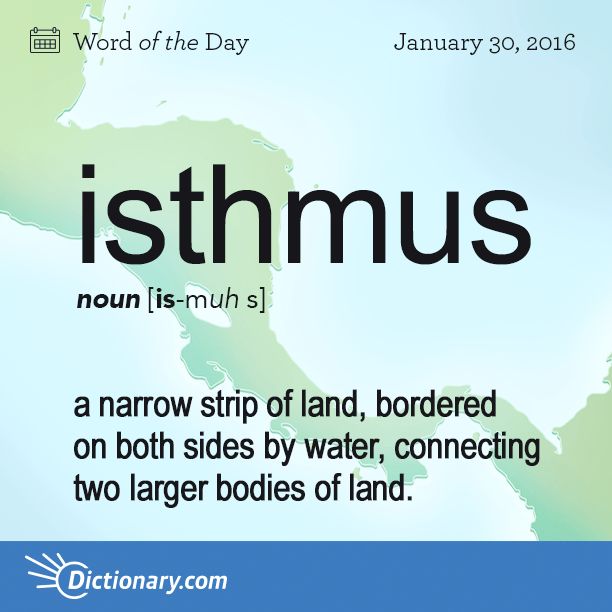 Word of the Day
January 30, 2016
isthmus
noun [is-muh s]
a narrow strip of land, bordered
on both sides by water, connecting
two larger bodies of land.
Dictionary.com